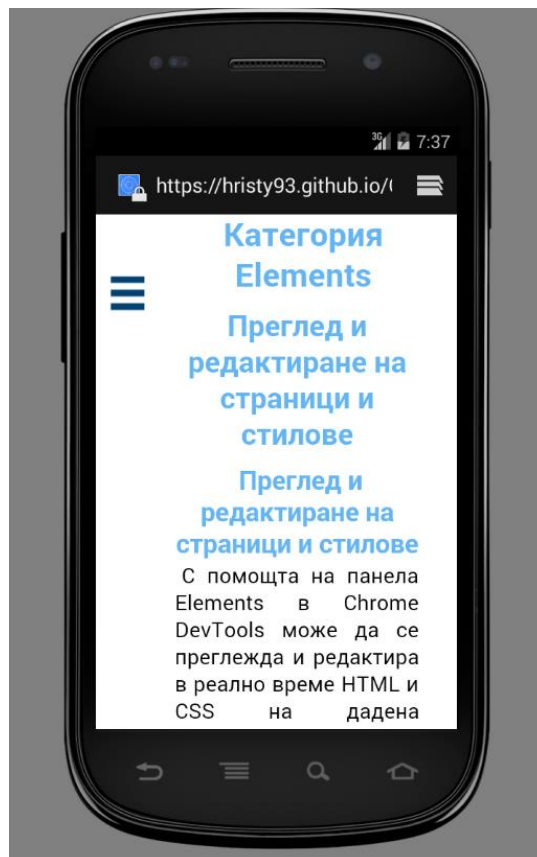 3G 7:37
https://hristy93.github.io/(
Категория
Elements
Преглед и
редактиране на
страници и
стилове
Преглед и
редактиране на
страници и стилове
С помощта на панела
Elements в Chrome
DevTools може да се
преглежда и редактира
в реално време HTML и
CSS на дадена